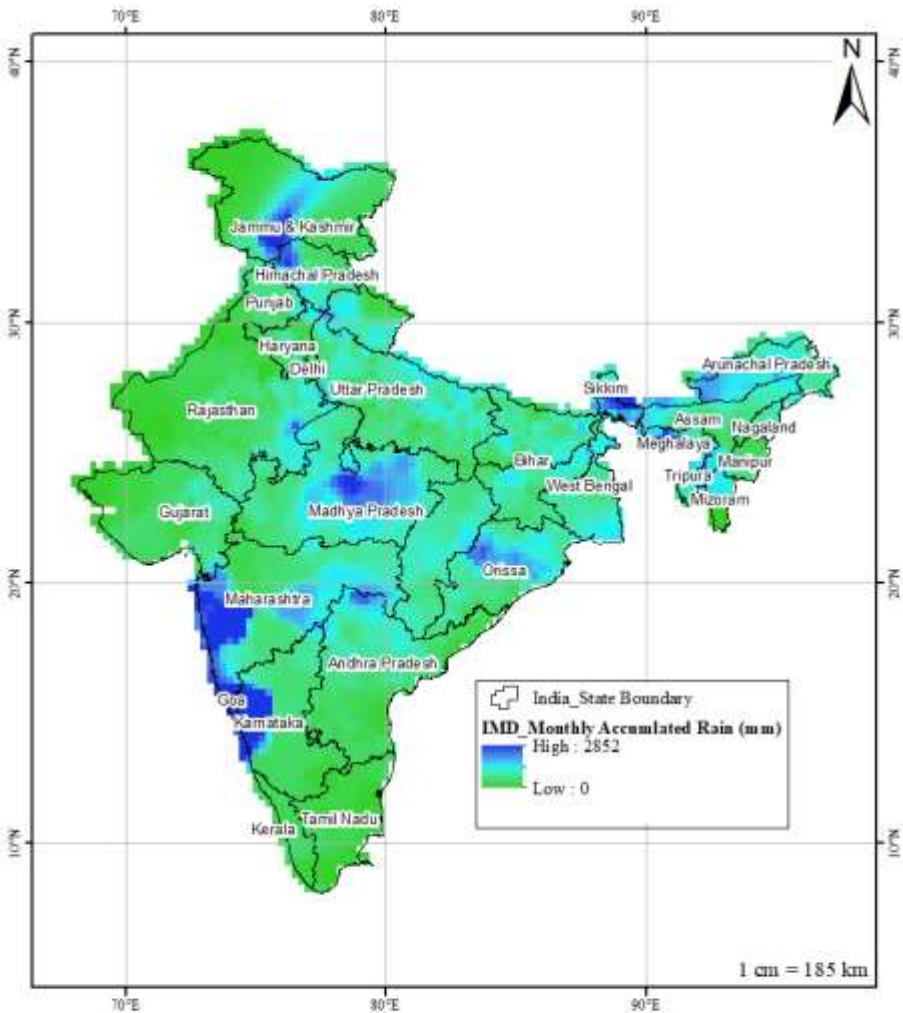 70°E 80°E 90°E
N
40°N 40°N
Jammu & Kashmir
Himachal Pradesh
Punjab
30°N 30°N
Haryana
Delhi
Arunachal Pradesh
Uttar Pradesh
Sikkim
Rajasthan
Assam
Nagaland
Meghalaya
Bihar
Manipur
Tripura
West Bengal
Mizoram
Gujarat
Madhya Pradesh
Orissa
20°N 20°N
Maharashtra
Andhra Pradesh
Goa
Karnataka
India_State Boundary
IMD_Monthly Accumlated Rain (mm)
High : 2852
Low : 0
Tamil Nadu
Kerala
10°N 10°N
1 cm = 185 km
70°E 80°E 90°E